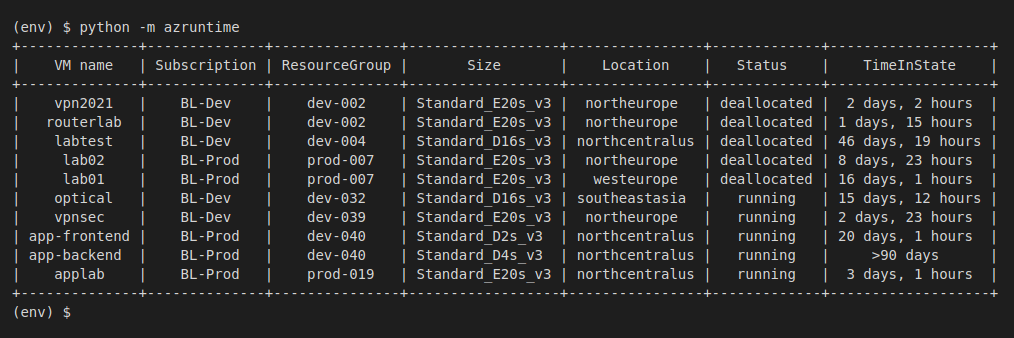 (env) $ python -m azruntime
+--------------+--------------+---------------+------------------+----------------+-------------+-------------------+
|    VM name   | Subscription | ResourceGroup |       Size       |    Location    |    Status   |    TimeInState    |
+--------------+--------------+---------------+------------------+----------------+-------------+-------------------+
|    vpn2021   |    BL-Dev    |    dev-002    | Standard_E20s_v3 |  northeurope   | deallocated |  2 days, 2 hours  |
|   routerlab  |    BL-Dev    |    dev-002    | Standard_E20s_v3 |  northeurope   | deallocated | 1 days, 15 hours  |
|    labtest   |    BL-Dev    |    dev-004    | Standard_D16s_v3 | northcentralus | deallocated | 46 days, 19 hours |
|     lab02    |    BL-Prod   |    prod-007   | Standard_E20s_v3 |  northeurope   | deallocated | 8 days, 23 hours  |
|     lab01    |    BL-Prod   |    prod-007   | Standard_E20s_v3 |   westeurope   | deallocated | 16 days, 1 hours  |
|    optical   |    BL-Dev    |    dev-032    | Standard_D16s_v3 | southeastasia  |   running   | 15 days, 12 hours |
|    vpnsec    |    BL-Dev    |    dev-039    | Standard_E20s_v3 |  northeurope   |   running   | 2 days, 23 hours  |
| app-frontend |    BL-Prod   |    dev-040    | Standard_D2s_v3  | northcentralus |   running   | 20 days, 1 hours  |
| app-backend  |    BL-Prod   |    dev-040    | Standard_D4s_v3  | northcentralus |   running   |     >90 days      |
|    applab    |    BL-Prod   |    prod-019   | Standard_E20s_v3 | northcentralus |   running   |  3 days, 1 hours  |
+--------------+--------------+---------------+------------------+----------------+-------------+-------------------+
(env) $